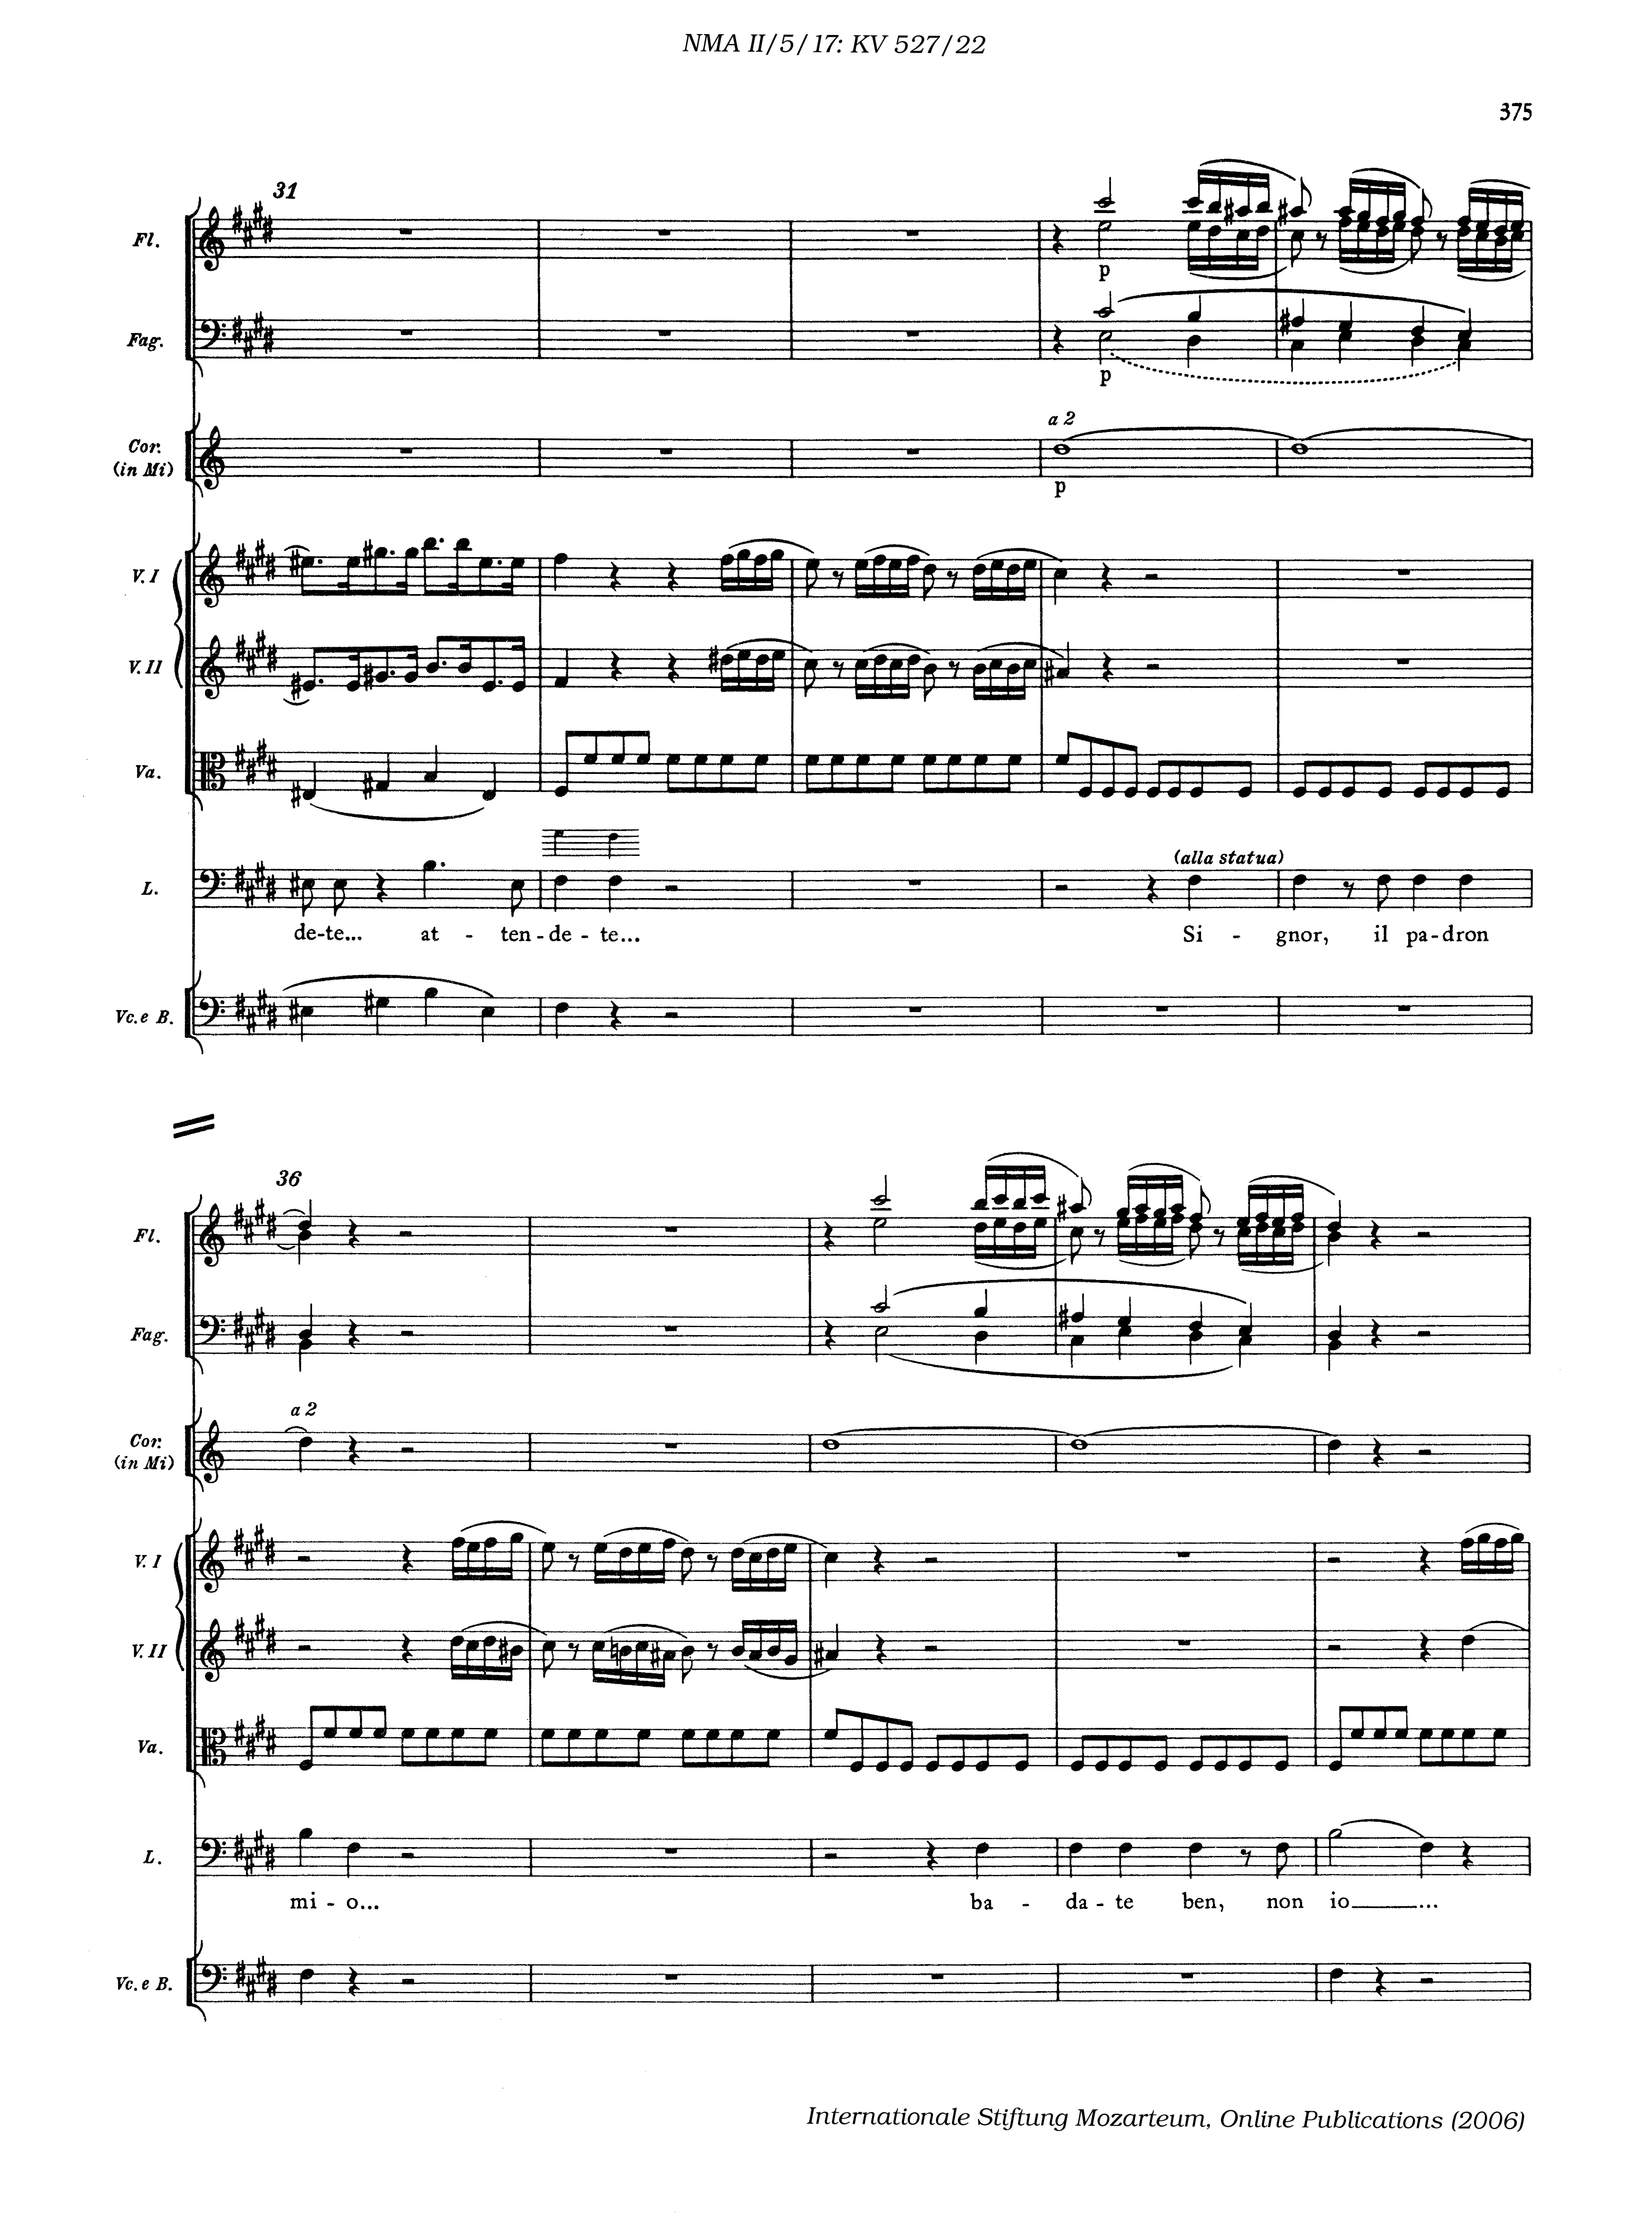 NMA II/5/17: KV 527/22
375
31
Fl.
p
Fag.
p
a 2
Cor.
(in Mi)
p
V. I
V. II
Va.
(alla statua)
L.
de-te... at - ten - de - te... Si - gnor, il pa-dron
Vc. e B.
36
Fl.
Fag.
a 2
Cor.
(in Mi)
V. I
V. II
Va.
L.
mi - o... ba - da - te ben, non io...
Vc. e B.
Internationale Stiftung Mozarteum, Online Publications (2006)